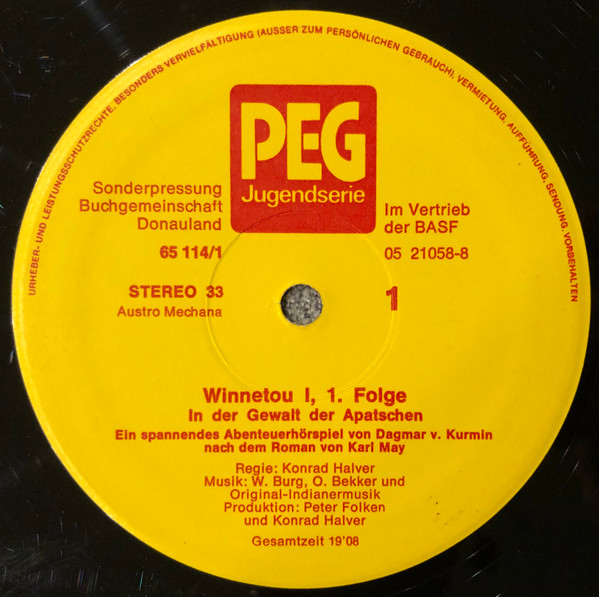 URHEBER- UND LEISTUNGSSCHUTZRECHTE, BESONDERS VERVIELFÄLTIGUNG (AUSSER ZUM PERSÖNLICHEN GEBRAUCH), VERMIETUNG, AUFFÜHRUNG, SENDUNG, VORBEHALTEN
PEG
Jugendserie
Sonderpressung
Buchgemeinschaft
Donauland
65 114/1
Im Vertrieb
der BASF
05 21058-8
STEREO 33
Austro Mechana
1
Winnetou I, 1. Folge
In der Gewalt der Apatschen
Ein spannendes Abenteuerhörspiel von Dagmar v. Kurmin
nach dem Roman von Karl May
Regie: Konrad Halver
Musik: W. Burg, O. Bekker und
Original-Indianermusik
Produktion: Peter Folken
und Konrad Halver
Gesamtzeit 19'08